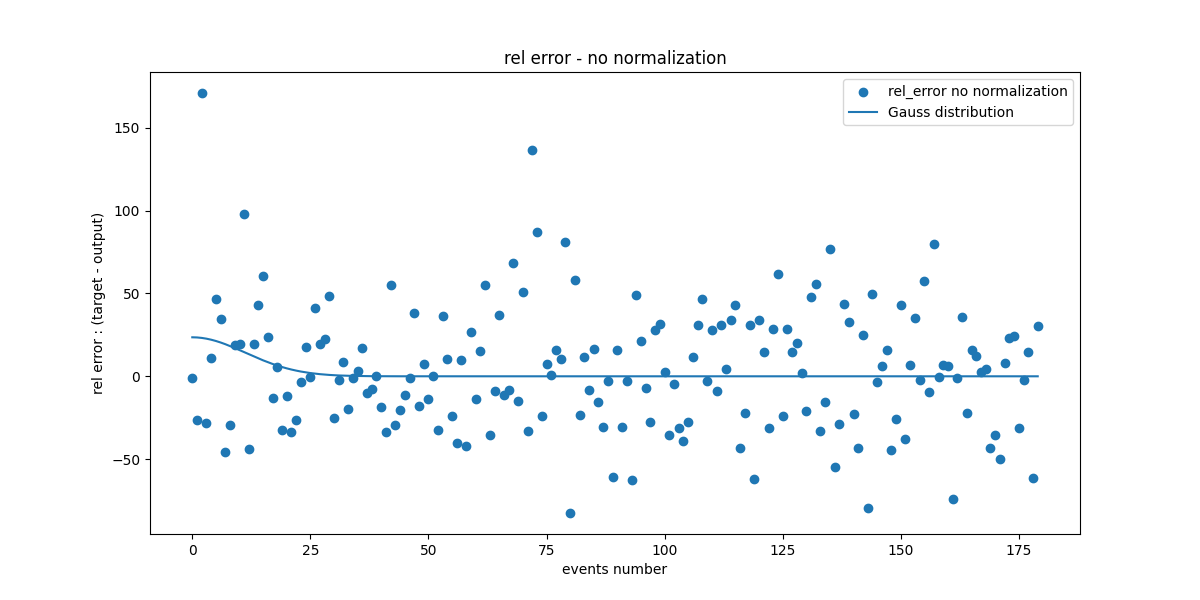 rel error - no normalization
rel_error no normalization
Gauss distribution
rel error : (target - output)
150
100
50
0
−50
0
25
50
75
100
125
150
175
events number